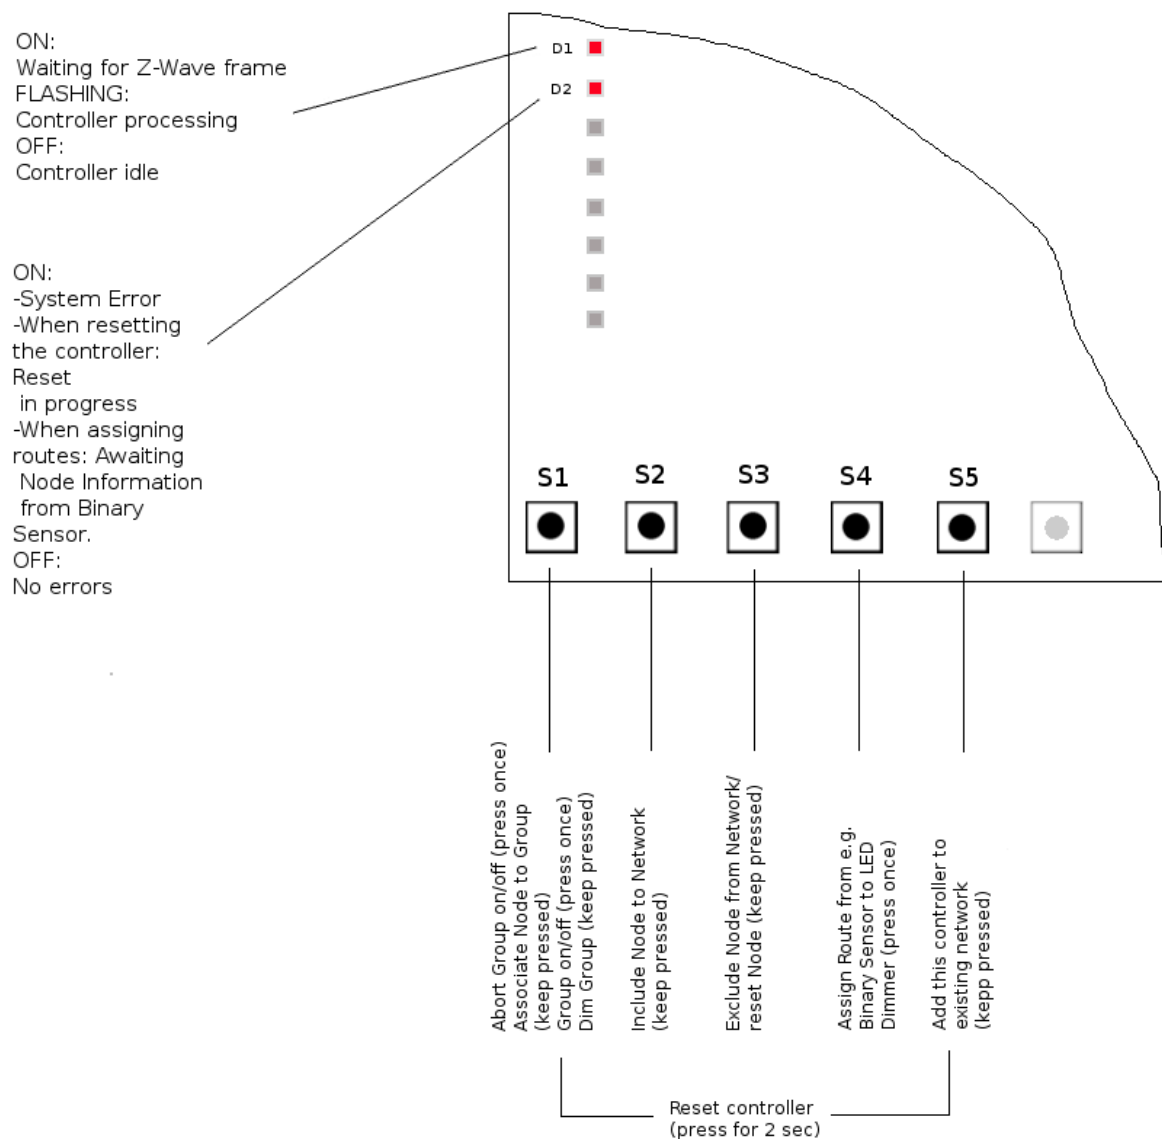 ON:
Waiting for Z-Wave frame
FLASHING:
Controller processing
OFF:
Controller idle
D1
D2
ON:
-System Error
-When resetting
the controller:
Reset
in progress
-When assigning
routes: Awaiting
Node Information
from Binary
Sensor.
OFF:
No errors
S1
S2
S3
S4
S5
Abort Group on/off (press once)
Associate Node to Group
(keep pressed)
Group on/off (press once)
Dim Group (keep pressed)
Include Node to Network
(keep pressed)
Exclude Node from Network/
reset Node (keep pressed)
Assign Route from e.g.
Binary Sensor to LED
Dimmer (press once)
Add this controller to
existing network
(kepp pressed)
Reset controller
(press for 2 sec)